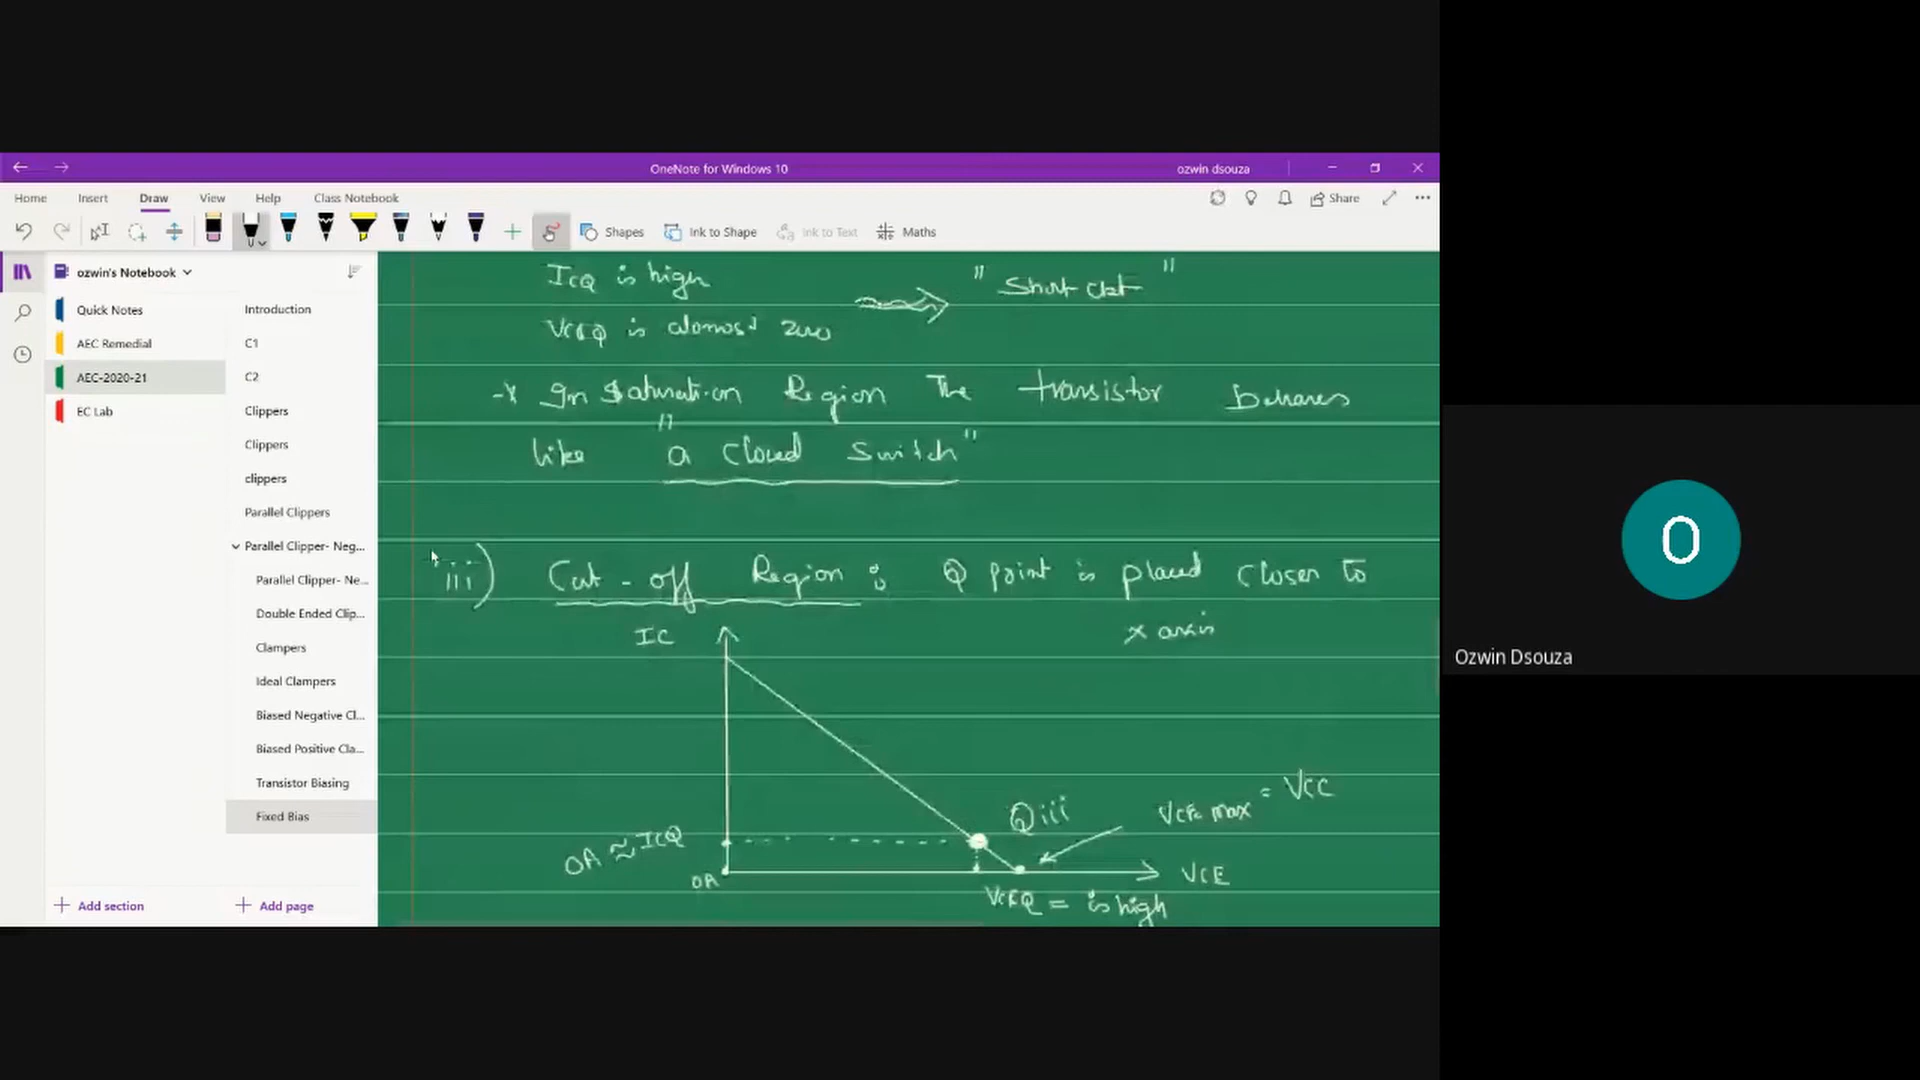 OneNote for Windows 10
ozwin dsouza
Home Insert Draw View Help Class Notebook
Share
Shapes Ink to Shape Ink to Text Maths
ozwin's Notebook
Quick Notes
AEC Remedial
AEC-2020-21
EC Lab
Add section
Introduction
C1
C2
Clippers
Clippers
clippers
Parallel Clippers
Parallel Clipper- Neg...
Parallel Clipper- Ne...
Double Ended Clip...
Clampers
Ideal Clampers
Biased Negative Cl...
Biased Positive Cla...
Transistor Biasing
Fixed Bias
Add page
ICQ is high
" Short ckt "
VCEQ is almost zero
In Saturation Region The transistor Behaves
like "a Closed Switch"
iii) Cut-off Region : Q point is placed closer to
x axis
IC
Qiii
VCE max = VCC
0A ≈ ICQ
0A
VCE
VCEQ = is high
O
Ozwin Dsouza